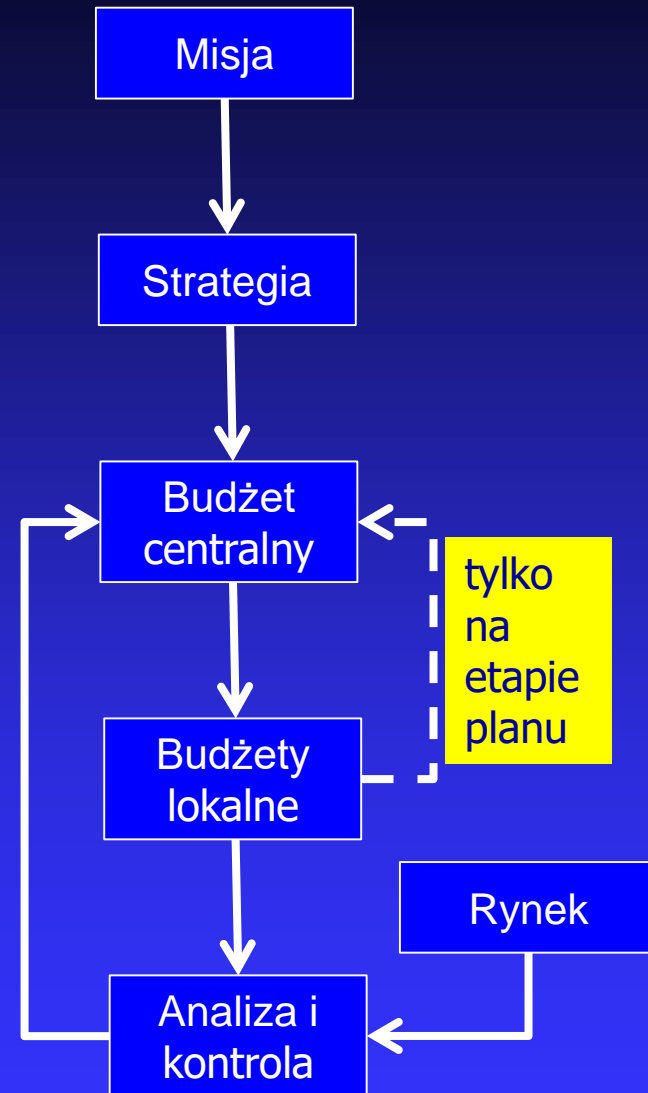 Misja
Strategia
Budżet
centralny
tylko
na
etapie
planu
Budżety
lokalne
Rynek
Analiza i
kontrola